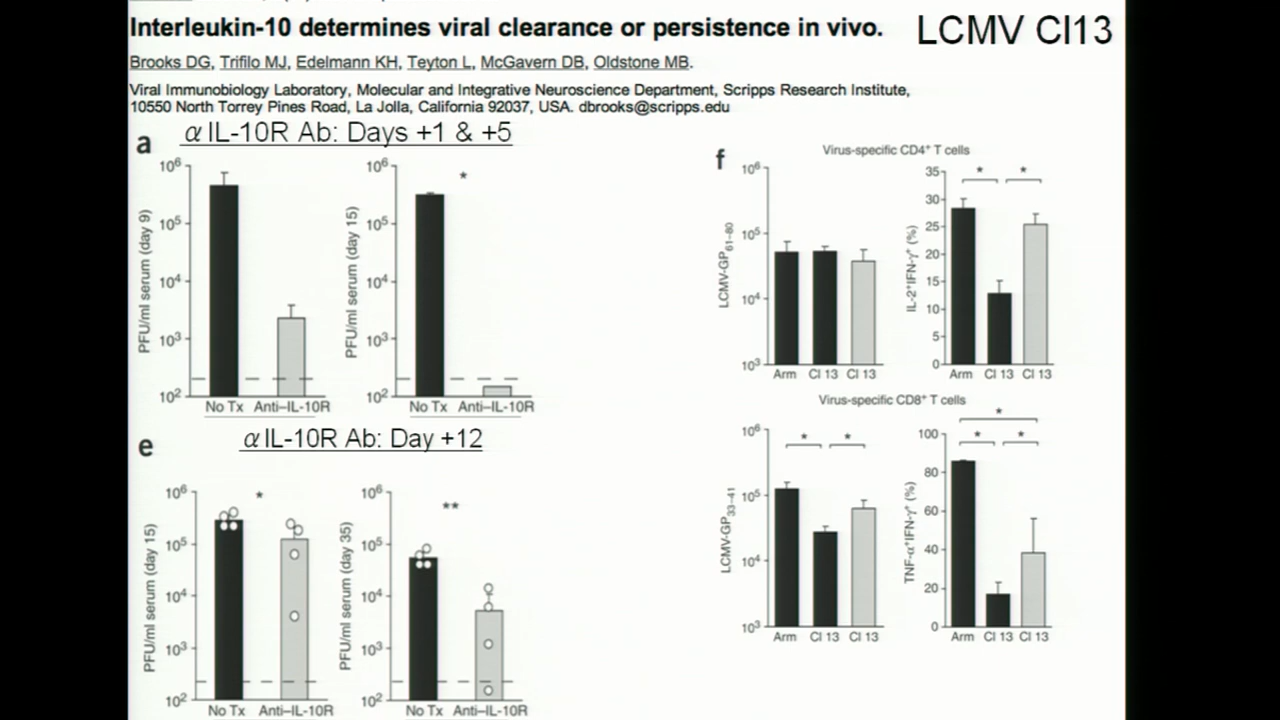 Interleukin-10 determines viral clearance or persistence in vivo.
LCMV Cl13
Brooks DG, Trifilo MJ, Edelmann KH, Teyton L, McGavern DB, Oldstone MB.
Viral Immunobiology Laboratory, Molecular and Integrative Neuroscience Department, Scripps Research Institute,
10550 North Torrey Pines Road, La Jolla, California 92037, USA. dbrooks@scripps.edu
a
αIL-10R Ab: Days +1 & +5
PFU/ml serum (day 9)
10⁶
10⁵
10⁴
10³
10²
No Tx Anti–IL-10R
PFU/ml serum (day 15)
10⁶
10⁵
10⁴
10³
10²
*
No Tx Anti–IL-10R
e
αIL-10R Ab: Day +12
PFU/ml serum (day 15)
10⁶
10⁵
10⁴
10³
10²
*
No Tx Anti–IL-10R
PFU/ml serum (day 35)
10⁶
10⁵
10⁴
10³
10²
**
No Tx Anti–IL-10R
f
Virus-specific CD4⁺ T cells
LCMV-GP₆₁₋₈₀
10⁶
10⁵
10⁴
10³
Arm Cl 13 Cl 13
IL-2⁺IFN-γ⁺ (%)
35
30
25
20
15
10
5
0
* *
Arm Cl 13 Cl 13
Virus-specific CD8⁺ T cells
LCMV-GP₃₃₋₄₁
10⁶
10⁵
10⁴
10³
* *
Arm Cl 13 Cl 13
TNF-α⁺IFN-γ⁺ (%)
100
80
60
40
20
0
*
* *
Arm Cl 13 Cl 13